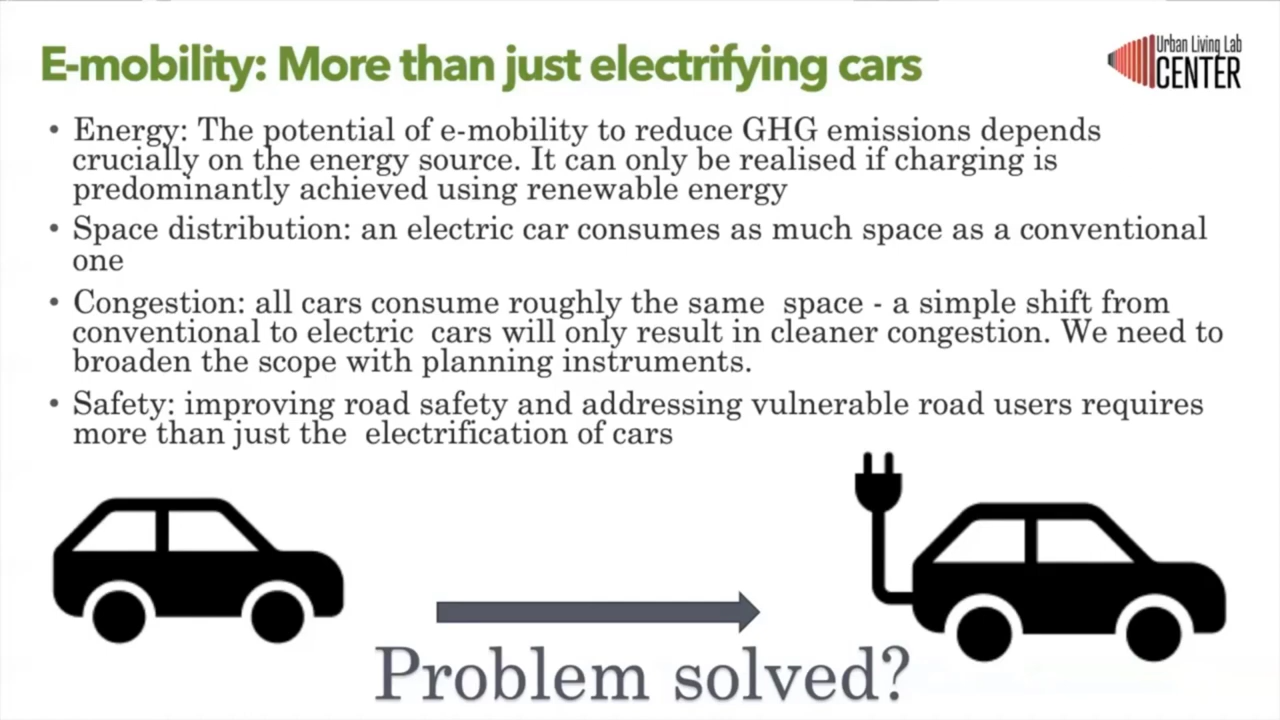 E-mobility: More than just electrifying cars
Urban Living Lab
CENTER
• Energy: The potential of e-mobility to reduce GHG emissions depends
crucially on the energy source. It can only be realised if charging is
predominantly achieved using renewable energy
• Space distribution: an electric car consumes as much space as a conventional
one
• Congestion: all cars consume roughly the same  space - a simple shift from
conventional to electric  cars will only result in cleaner congestion. We need to
broaden the scope with planning instruments.
• Safety: improving road safety and addressing vulnerable road users requires
more than just the  electrification of cars
Problem solved?